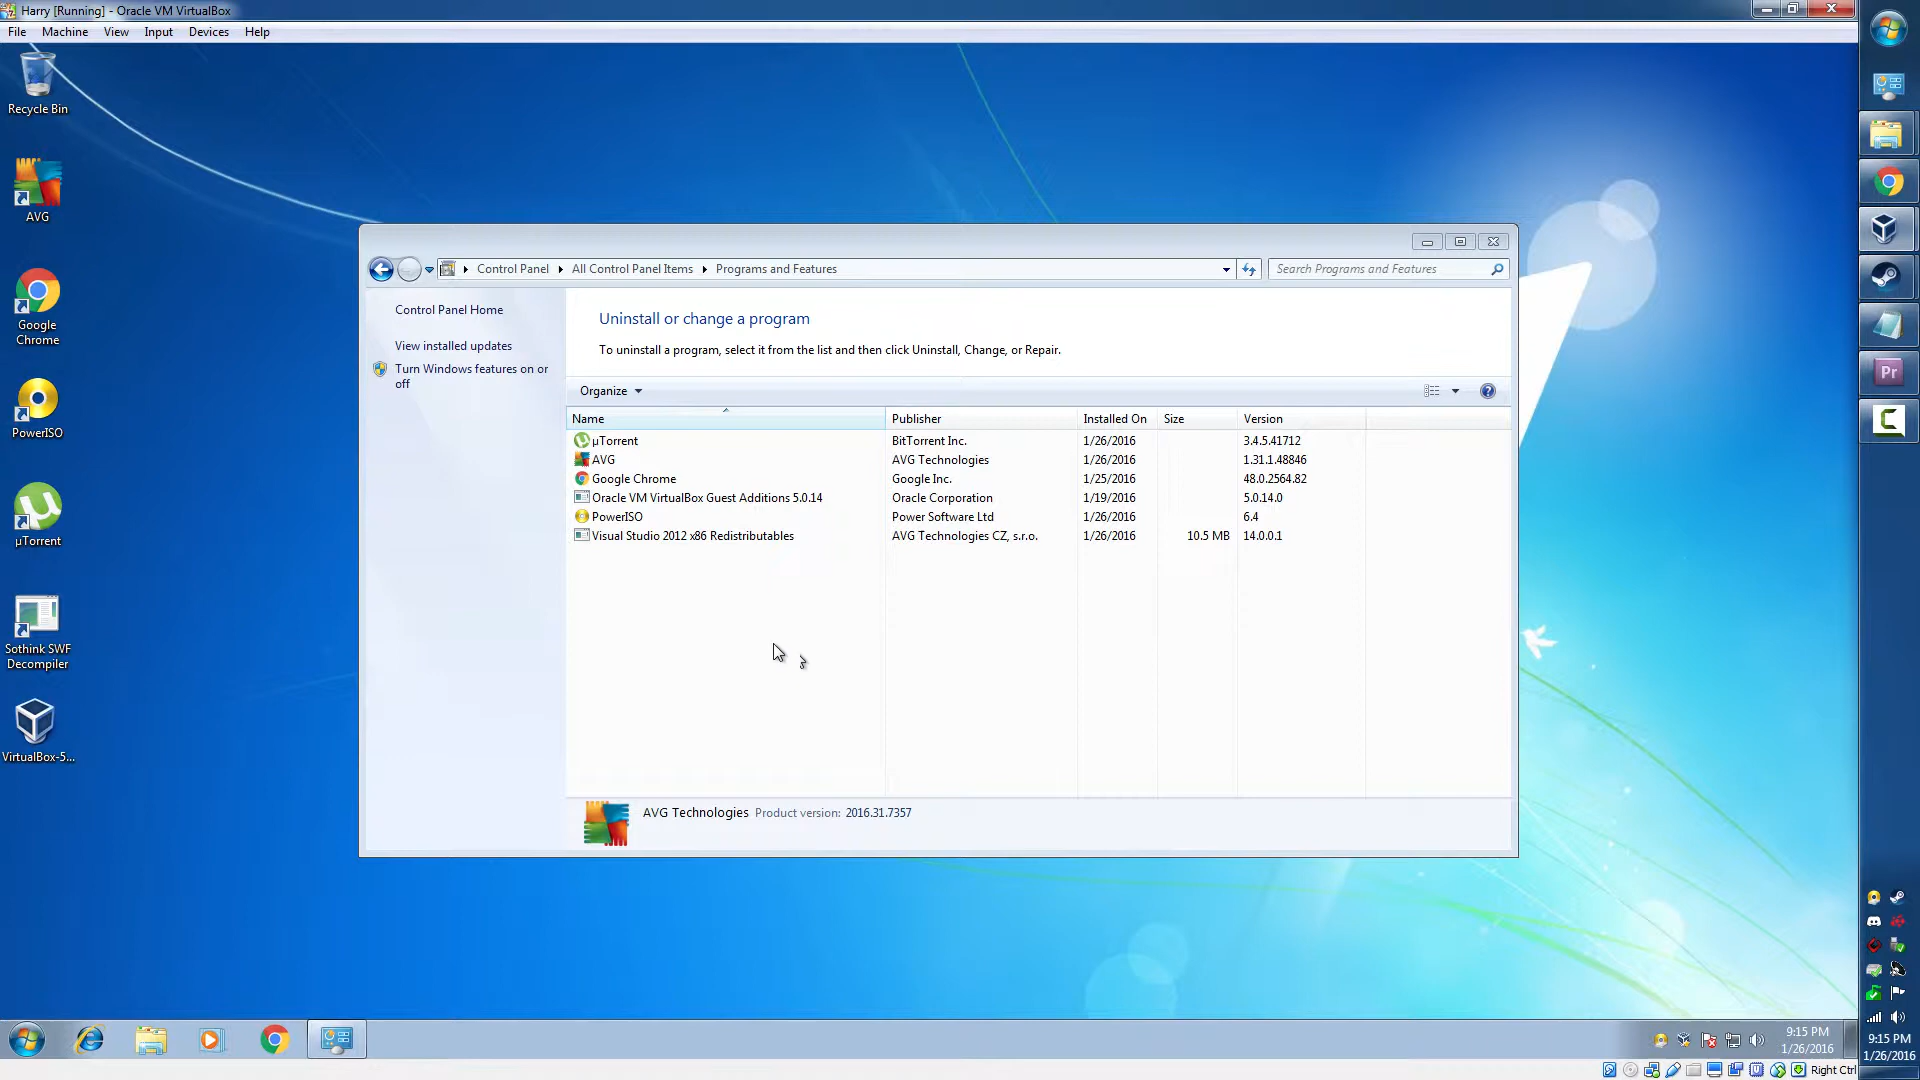 Harry [Running] - Oracle VM VirtualBox
File Machine View Input Devices Help
Recycle Bin
AVG
Google
Chrome
PowerISO
µTorrent
Sothink SWF
Decompiler
VirtualBox-5...
Control Panel All Control Panel Items Programs and Features
Search Programs and Features
Control Panel Home
View installed updates
Turn Windows features on or
off
Uninstall or change a program
To uninstall a program, select it from the list and then click Uninstall, Change, or Repair.
Organize
Name Publisher Installed On Size Version
µTorrent BitTorrent Inc. 1/26/2016 3.4.5.41712
AVG AVG Technologies 1/26/2016 1.31.1.48846
Google Chrome Google Inc. 1/25/2016 48.0.2564.82
Oracle VM VirtualBox Guest Additions 5.0.14 Oracle Corporation 1/19/2016 5.0.14.0
PowerISO Power Software Ltd 1/26/2016 6.4
Visual Studio 2012 x86 Redistributables AVG Technologies CZ, s.r.o. 1/26/2016 10.5 MB 14.0.0.1
AVG Technologies Product version: 2016.31.7357
Pr
9:15 PM
1/26/2016
9:15 PM
1/26/2016
Right Ctrl